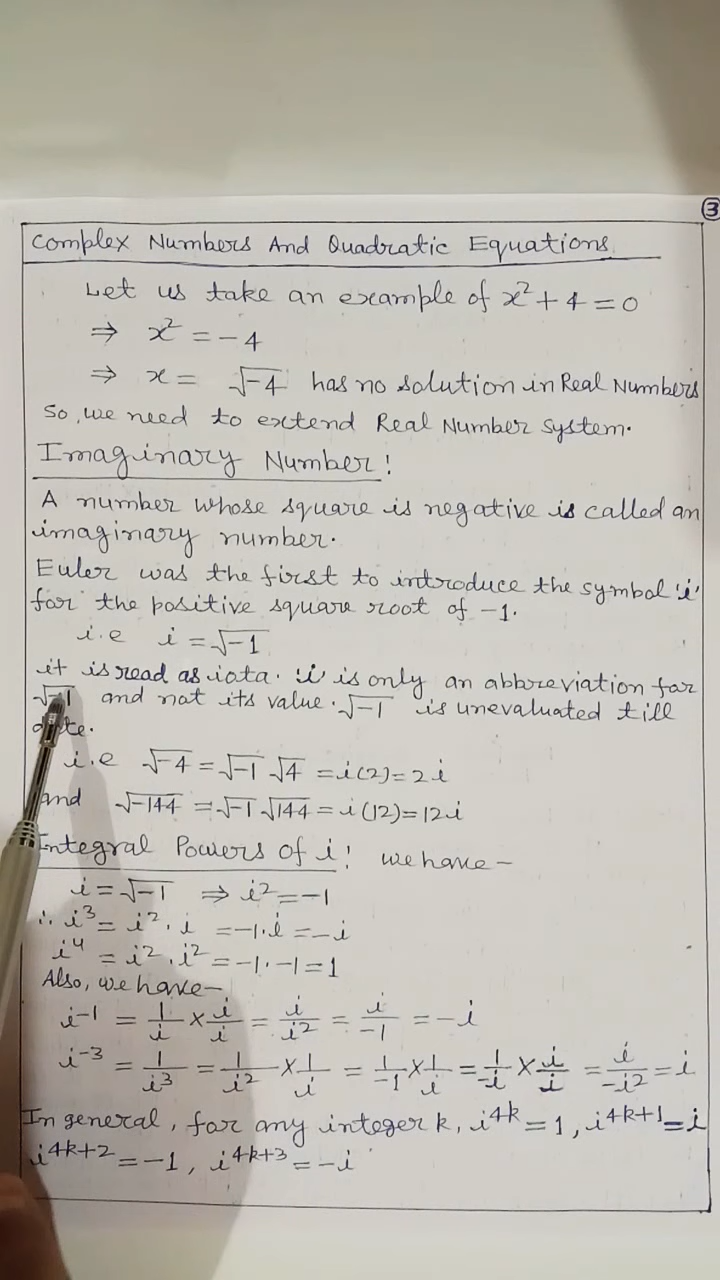 ③
Complex Numbers And Quadratic Equations
Let us take an example of x² + 4 = 0
⇒ x² = -4
⇒ x = √-4 has no solution in Real Numbers
So, we need to extend Real Number System.
Imaginary Number:
A number whose square is negative is called an
imaginary number.
Euler was the first to introduce the symbol 'i'
for the positive square root of -1.
i.e i = √-1
it is read as iota. 'i' is only an abbreviation for
√-1 and not its value. √-1 is unevaluated till
i.e √-4 = √-1 √4 = i(2) = 2i
and √-144 = √-1 √144 = i(12) = 12i
Integral Powers of i: we have -
i = √-1 ⇒ i² = -1
∴ i³ = i². i = -1.i = -i
i⁴ = i². i² = -1. -1 = 1
Also, we have -
i⁻¹ = 1/i × i/i = i/i² = i/-1 = -i
i⁻³ = 1/i³ = 1/i² × 1/i = 1/-1 × 1/i = 1/-i × i/i = i/-i² = i
In general, for any integer k, i⁴ᵏ = 1, i⁴ᵏ⁺¹ = i
i⁴ᵏ⁺² = -1, i⁴ᵏ⁺³ = -i